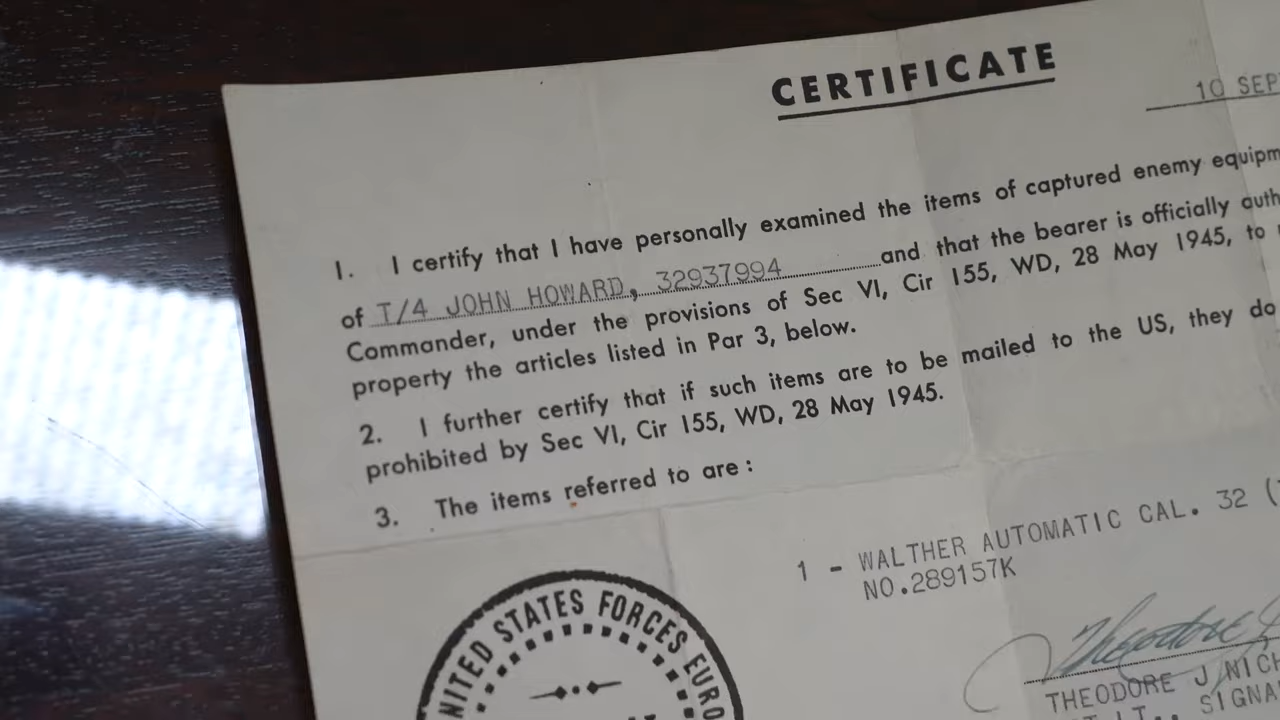 CERTIFICATE
10 SEP
1. I certify that I have personally examined the items of captured enemy equipm
of T/4 JOHN HOWARD, 32937994 and that the bearer is officially auth
Commander, under the provisions of Sec VI, Cir 155, WD, 28 May 1945, to
property the articles listed in Par 3, below.
2. I further certify that if such items are to be mailed to the US, they do
prohibited by Sec VI, Cir 155, WD, 28 May 1945.
3. The items referred to are:
1 - WALTHER AUTOMATIC CAL. 32 (
NO.289157K
NITED STATES FORCES EURO
Theodore J
THEODORE J NICH
LT., SIGNA